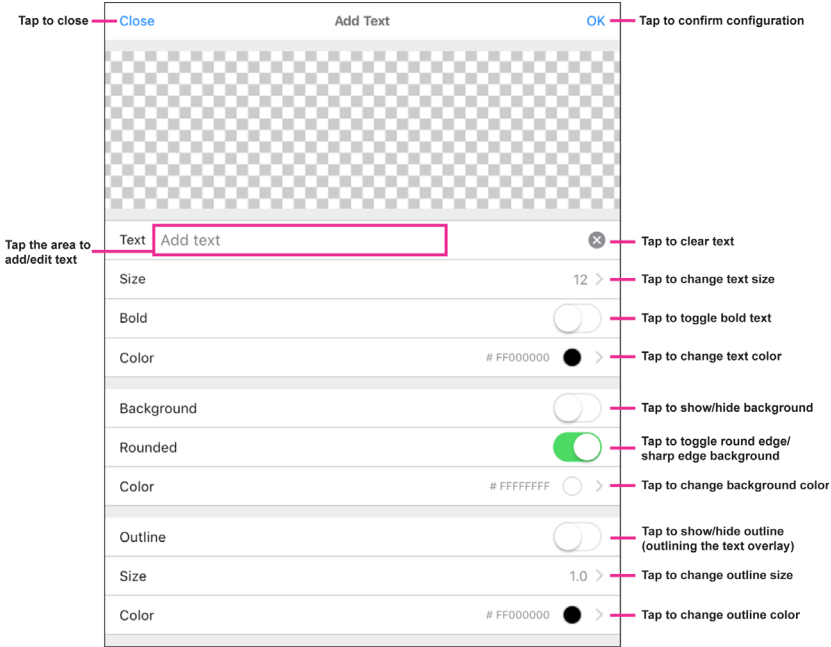 Tap to close
Close
Add Text
OK
Tap to confirm configuration
Tap the area to
add/edit text
Text
Add text
Tap to clear text
Size
12
Tap to change text size
Bold
Tap to toggle bold text
Color
# FF000000
Tap to change text color
Background
Tap to show/hide background
Rounded
Tap to toggle round edge/
sharp edge background
Color
# FFFFFFFF
Tap to change background color
Outline
Tap to show/hide outline
(outlining the text overlay)
Size
1.0
Tap to change outline size
Color
# FF000000
Tap to change outline color